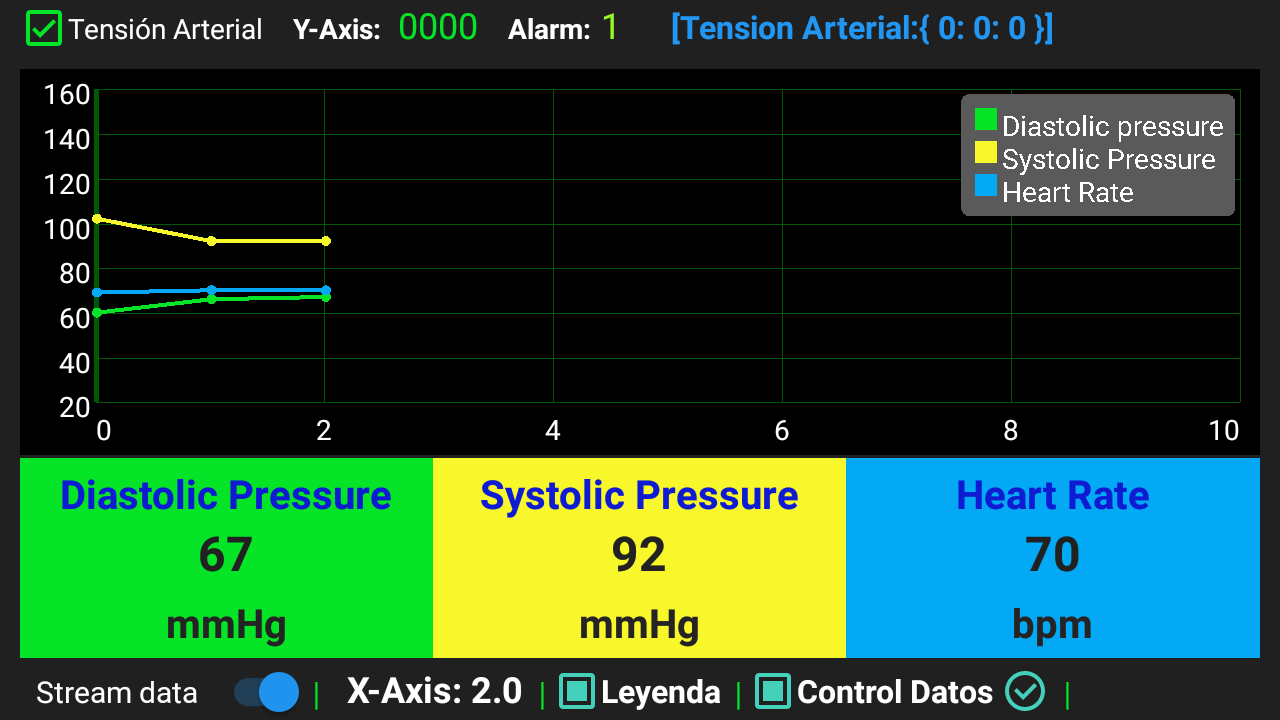 Tensión Arterial Y-Axis: 0000 Alarm: 1 [Tension Arterial:{ 0: 0: 0 }]
160
140
120
100
80
60
40
20
0 2 4 6 8 10
Diastolic pressure
Systolic Pressure
Heart Rate
Diastolic Pressure
67
mmHg
Systolic Pressure
92
mmHg
Heart Rate
70
bpm
Stream data | X-Axis: 2.0 | Leyenda | Control Datos |